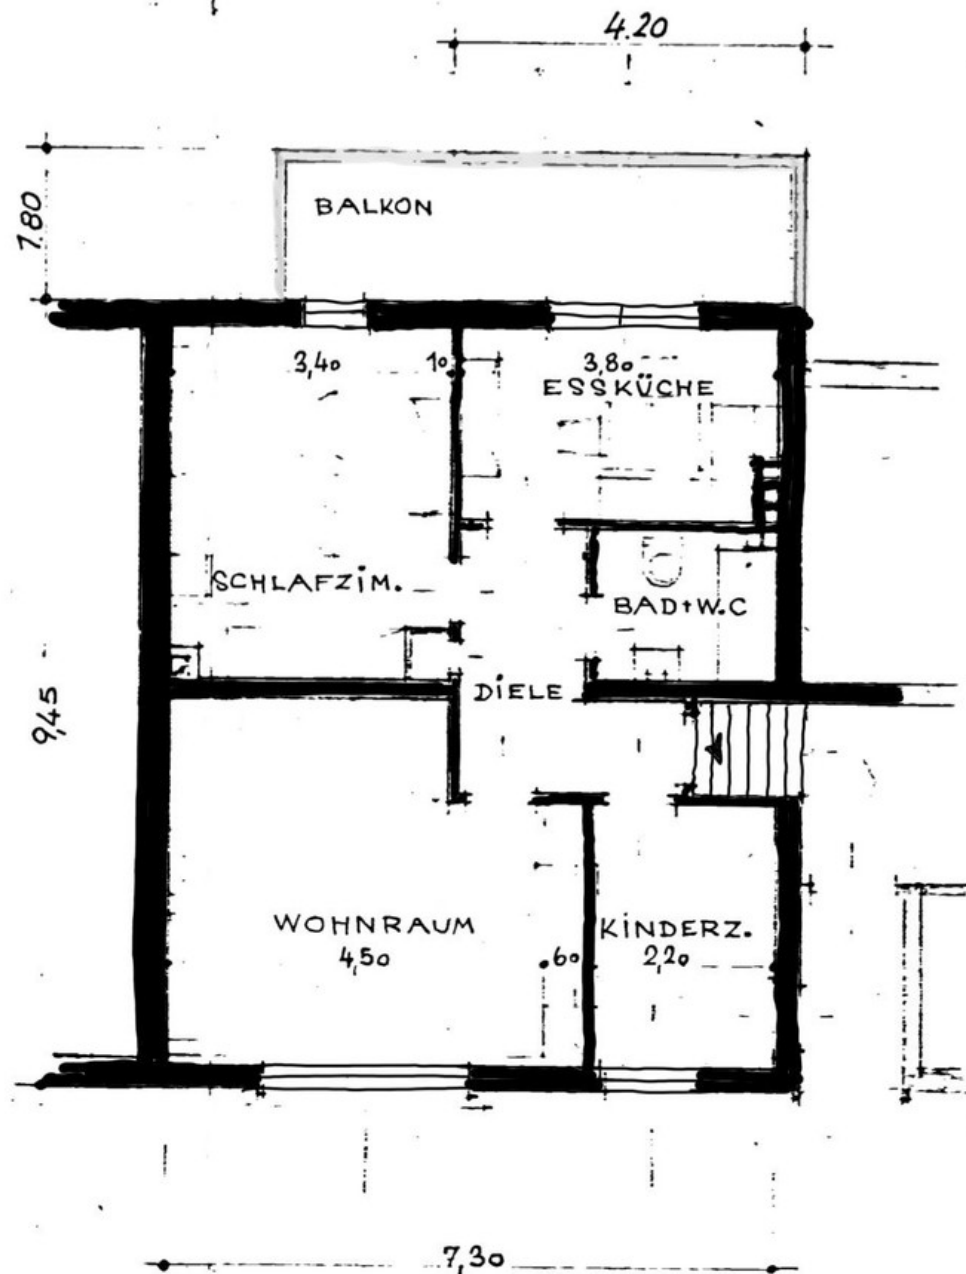 4.20
1.80
BALKON
3,40
10
3,80
ESSKÜCHE
SCHLAFZiM.
BAD+W.C
DiELE
9,45
WOHNRAUM
4,50
60
KiNDERZ.
2,20
7,30